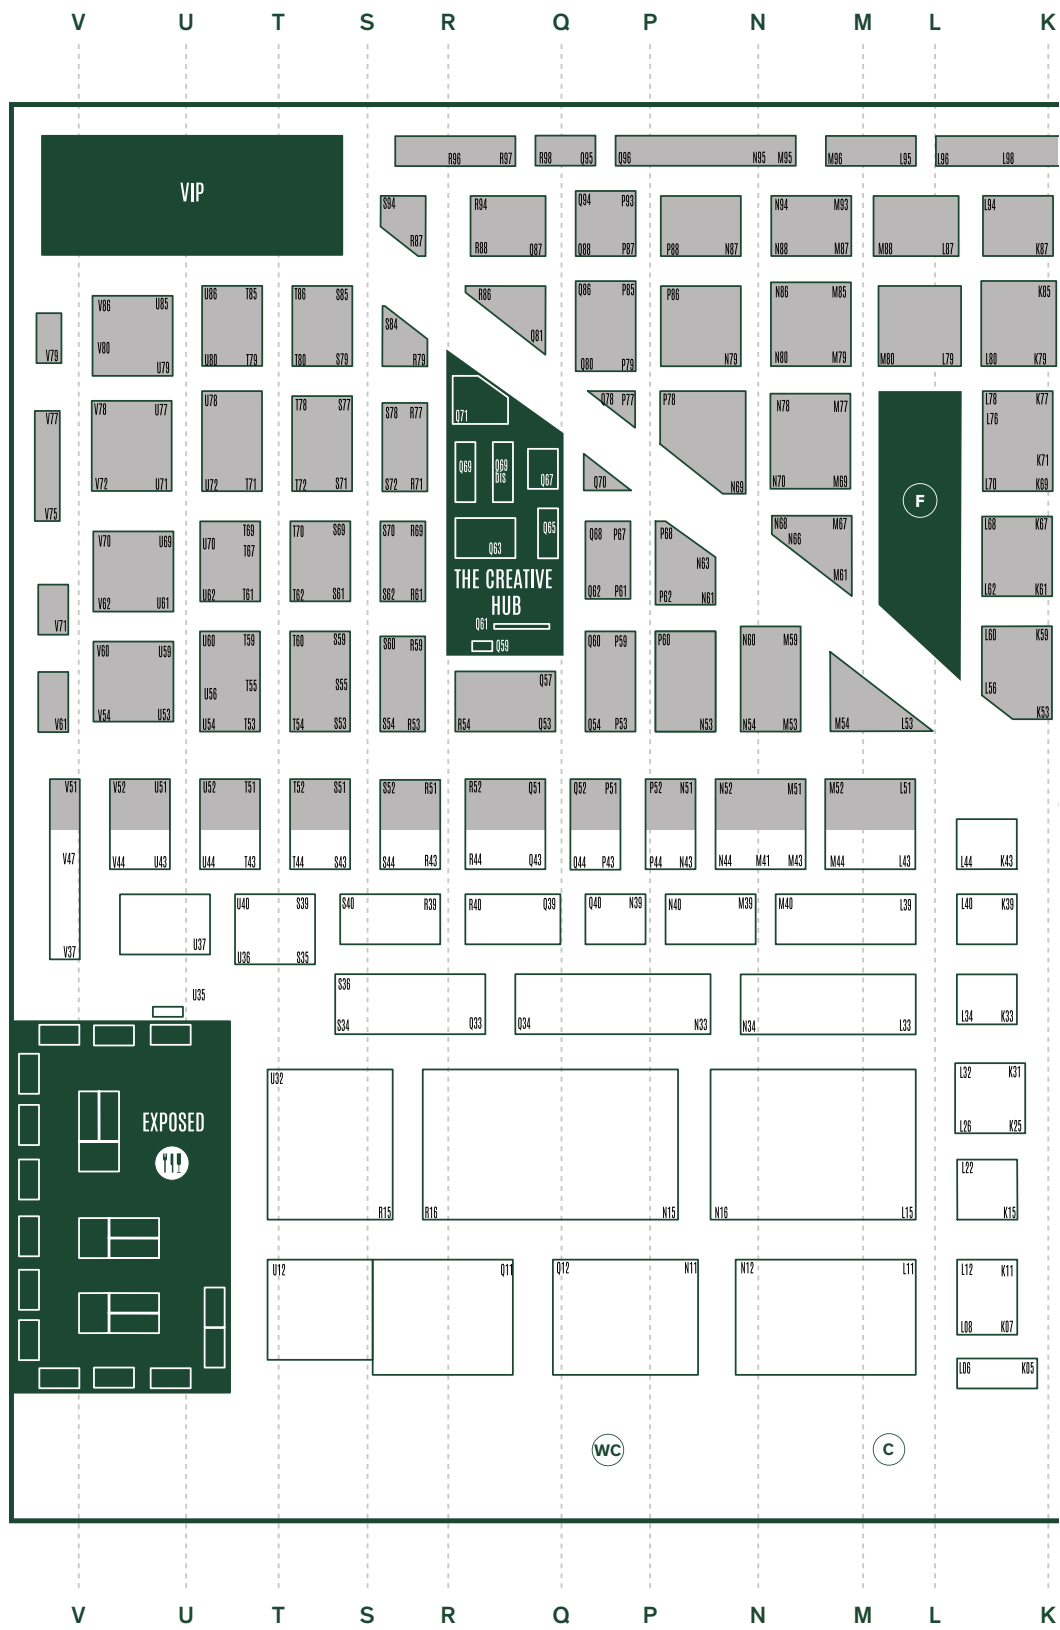 V U T S R Q P N M L K
VIP
R96 R97 R98 Q95 Q96 N95 M95 M96 L95 L96 L98
S94 R87
R94
R88 Q87
Q94 P93
Q88 P87
P88 N87
N94 M93
N88 M87
M88 L87
L94
K87
V79
V86 U85
V80
U79
U86 T85
U80 T79
T86 S85
T80 S79
S84
R79
R86
Q81
Q86 P85
Q80 P79
P86
N79
N86 M85
N80 M79
M80 L79
K85
L80 K79
V77
V75
V78 U77
V72 U71
U78
U72 T71
T78 S77
T72 S71
S78 R77
S72 R71
Q71
Q69
Q69
BIS
Q67
Q65
Q63
THE CREATIVE
HUB
Q61
Q59
Q78 P77
Q70
P78
N69
N78 M77
N70 M69
F
L78 K77
L76
K71
L70 K69
V71
V70 U69
V62 U61
T69
U70 T67
U62 T61
T70 S69
T62 S61
S70 R69
S62 R61
Q68 P67
Q62 P61
P68
N63
P62 N61
N68 M67
N66
M61
L68 K67
L62 K61
V61
V60 U59
V54 U53
U60 T59
T55
U56
U54 T53
T60 S59
S55
T54 S53
S60 R59
S54 R53
Q57
R54 Q53
Q60 P59
Q54 P53
P60
N53
N60 M59
N54 M53
M54 L53
L60 K59
L56
K53
V51
V47
V37
V52 U51
V44 U43
U52 T51
U44 T43
T52 S51
T44 S43
S52 R51
S44 R43
R52 Q51
R44 Q43
Q52 P51
Q44 P43
P52 N51
P44 N43
N52 M51
N44 M41 M43
M52 L51
M44 L43
L44 K43
U37
U40 S39
U36 S35
S40 R39
R40 Q39
Q40 N39
N40 M39
M40 L39
L40 K39
U35
S36
S34 Q33
Q34 N33
N34 L33
L34 K33
EXPOSED
U32
R15
R16 N15
N16 L15
L32 K31
L26 K25
L22
K15
U12
Q11
Q12 N11
N12 L11
L12 K11
L08 K07
L06 K05
WC
C
V U T S R Q P N M L K